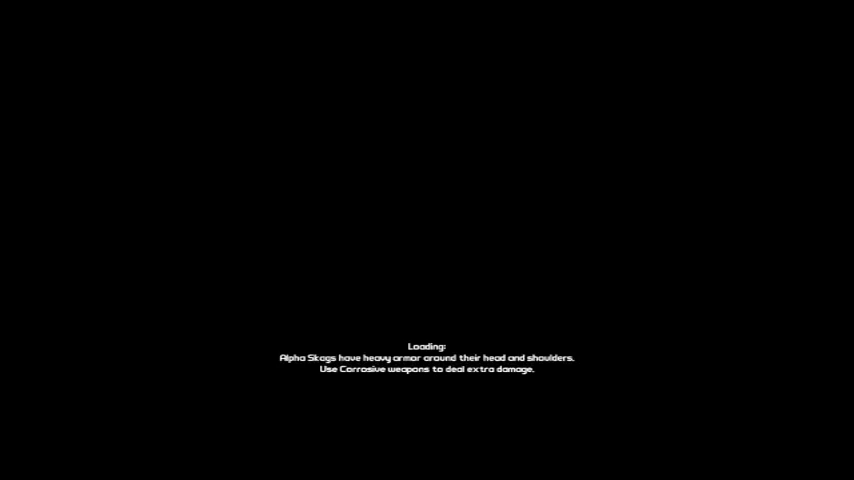 Loading:
Alpha Skags have heavy armor around their head and shoulders.
Use Corrosive weapons to deal extra damage.